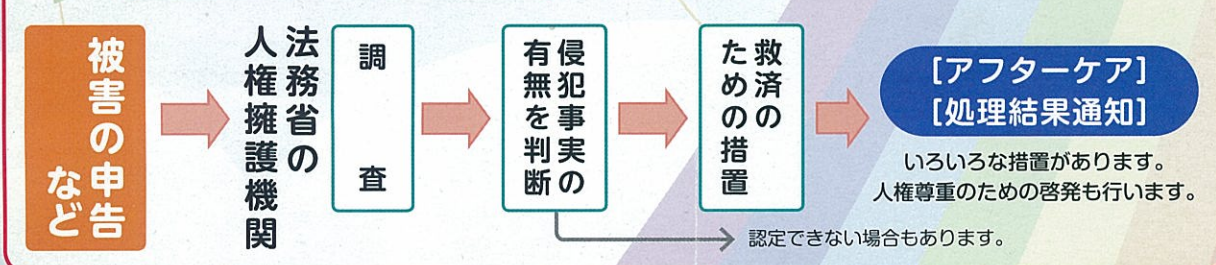 被害の申告
など
法務省の
人権擁護機関
調査
侵犯事実の
有無を判断
救済の
ための措置
[アフターケア]
[処理結果通知]
いろいろな措置があります。
人権尊重のための啓発も行います。
認定できない場合もあります。